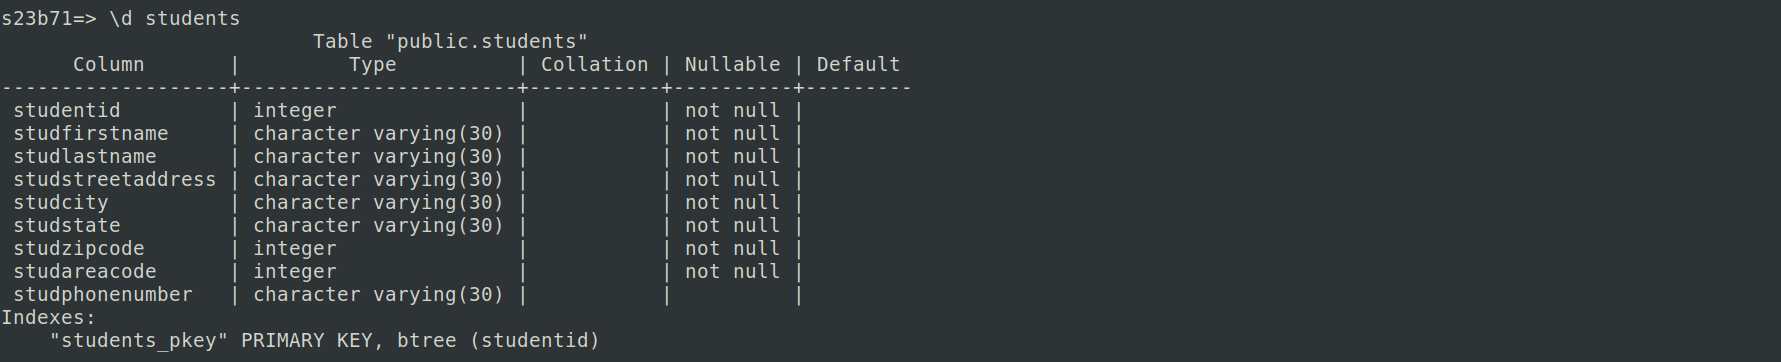 s23b71=> \d students
                          Table "public.students"
      Column       |         Type          | Collation | Nullable | Default
-------------------+-----------------------+-----------+----------+---------
 studentid         | integer               |           | not null |
 studfirstname     | character varying(30) |           | not null |
 studlastname      | character varying(30) |           | not null |
 studstreetaddress | character varying(30) |           | not null |
 studcity          | character varying(30) |           | not null |
 studstate         | character varying(30) |           | not null |
 studzipcode       | integer               |           | not null |
 studareacode      | integer               |           | not null |
 studphonenumber   | character varying(30) |           |          |
Indexes:
    "students_pkey" PRIMARY KEY, btree (studentid)